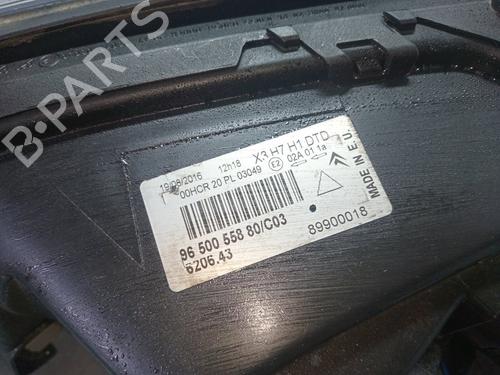 B-PARTS
19/08/2016 12h18 X3 H7 H1 DTD
00HCR 20 PL 03049 E2 02A 01 1a
MADE IN E.U.
96 500 558 80/C03
6206.43
89900018